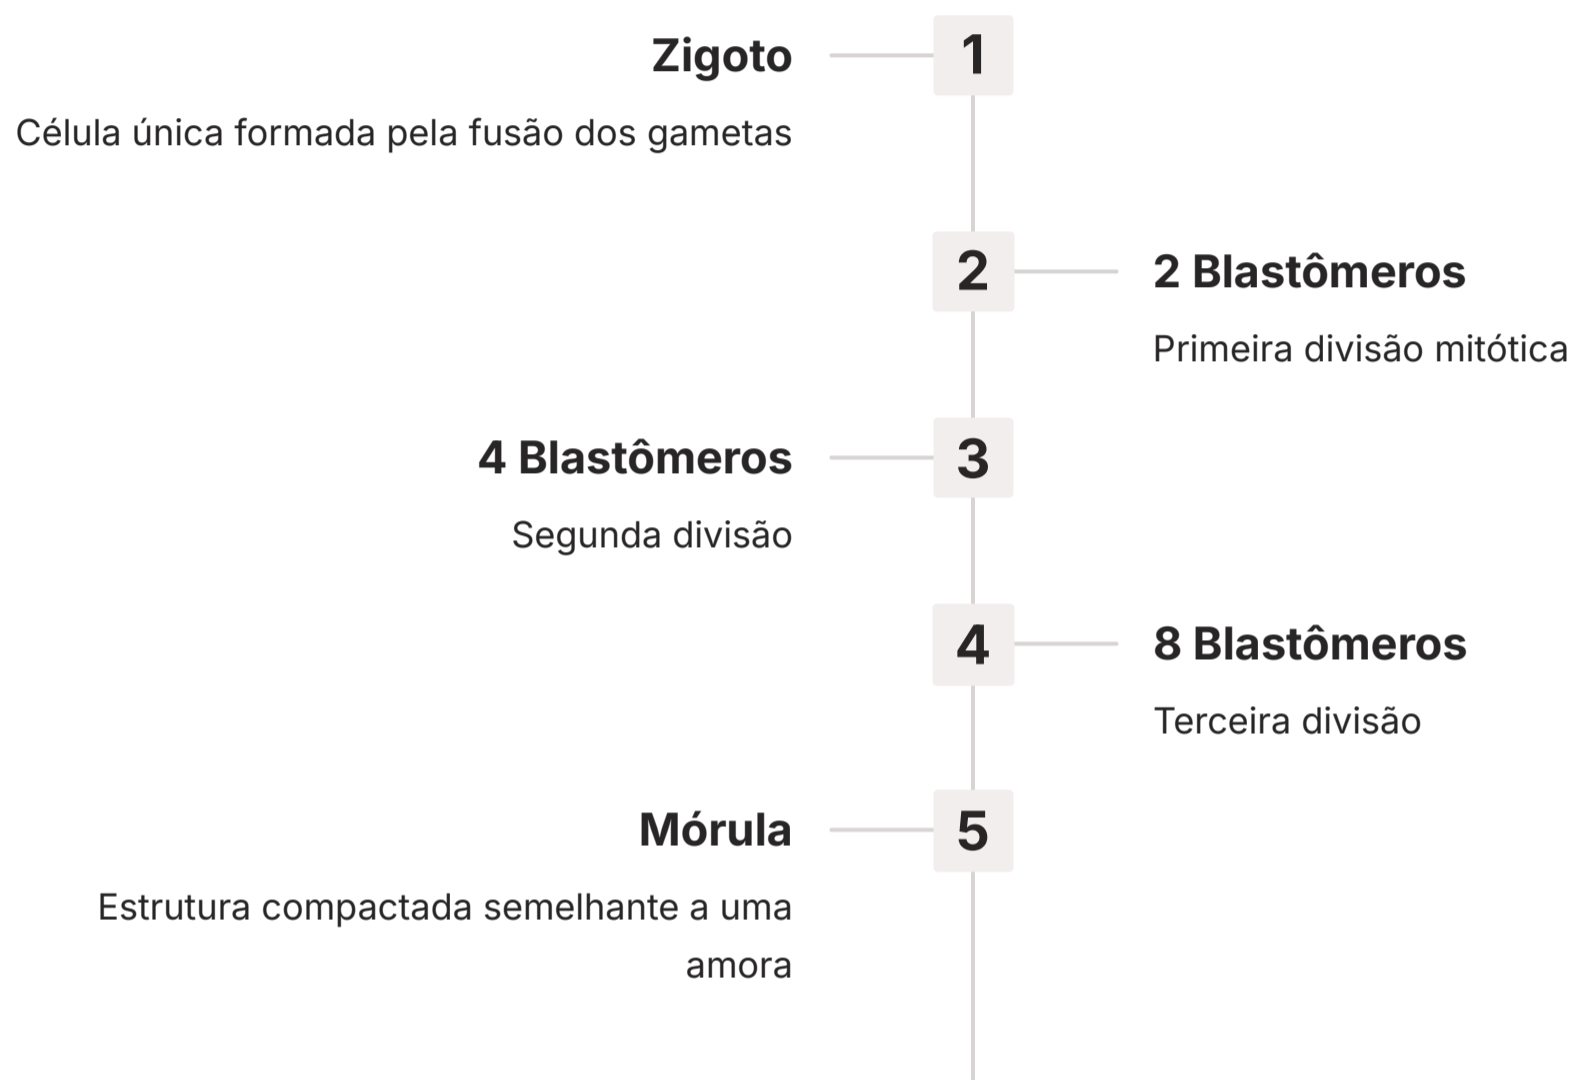 Zigoto
1
Célula única formada pela fusão dos gametas
2
2 Blastômeros
Primeira divisão mitótica
4 Blastômeros
3
Segunda divisão
4
8 Blastômeros
Terceira divisão
Mórula
5
Estrutura compactada semelhante a uma
amora